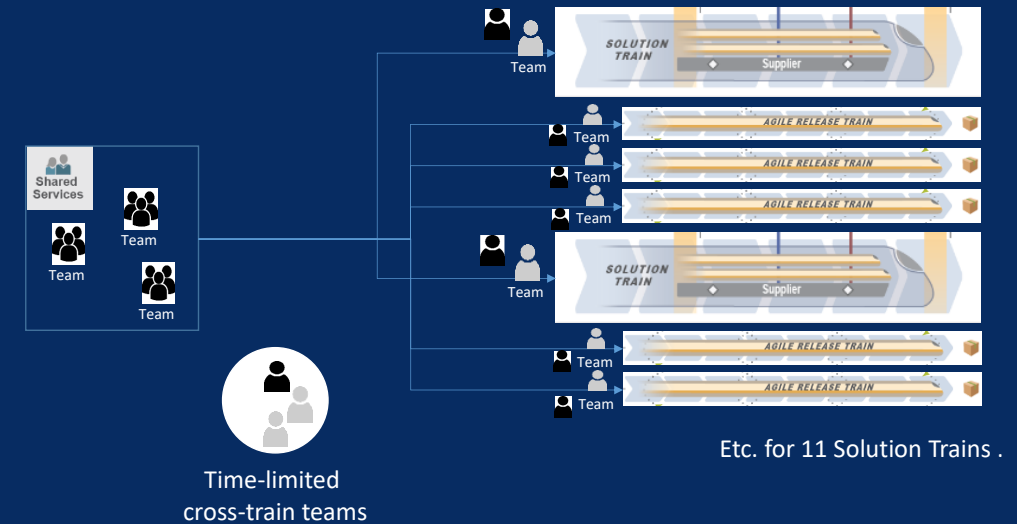 SOLUTION
TRAIN
Supplier
Team
AGILE RELEASE TRAIN
Team
AGILE RELEASE TRAIN
Team
AGILE RELEASE TRAIN
Team
Shared
Services
Team
Team
Team
SOLUTION
TRAIN
Supplier
Team
AGILE RELEASE TRAIN
Team
AGILE RELEASE TRAIN
Team
Etc. for 11 Solution Trains .
Time-limited
cross-train teams